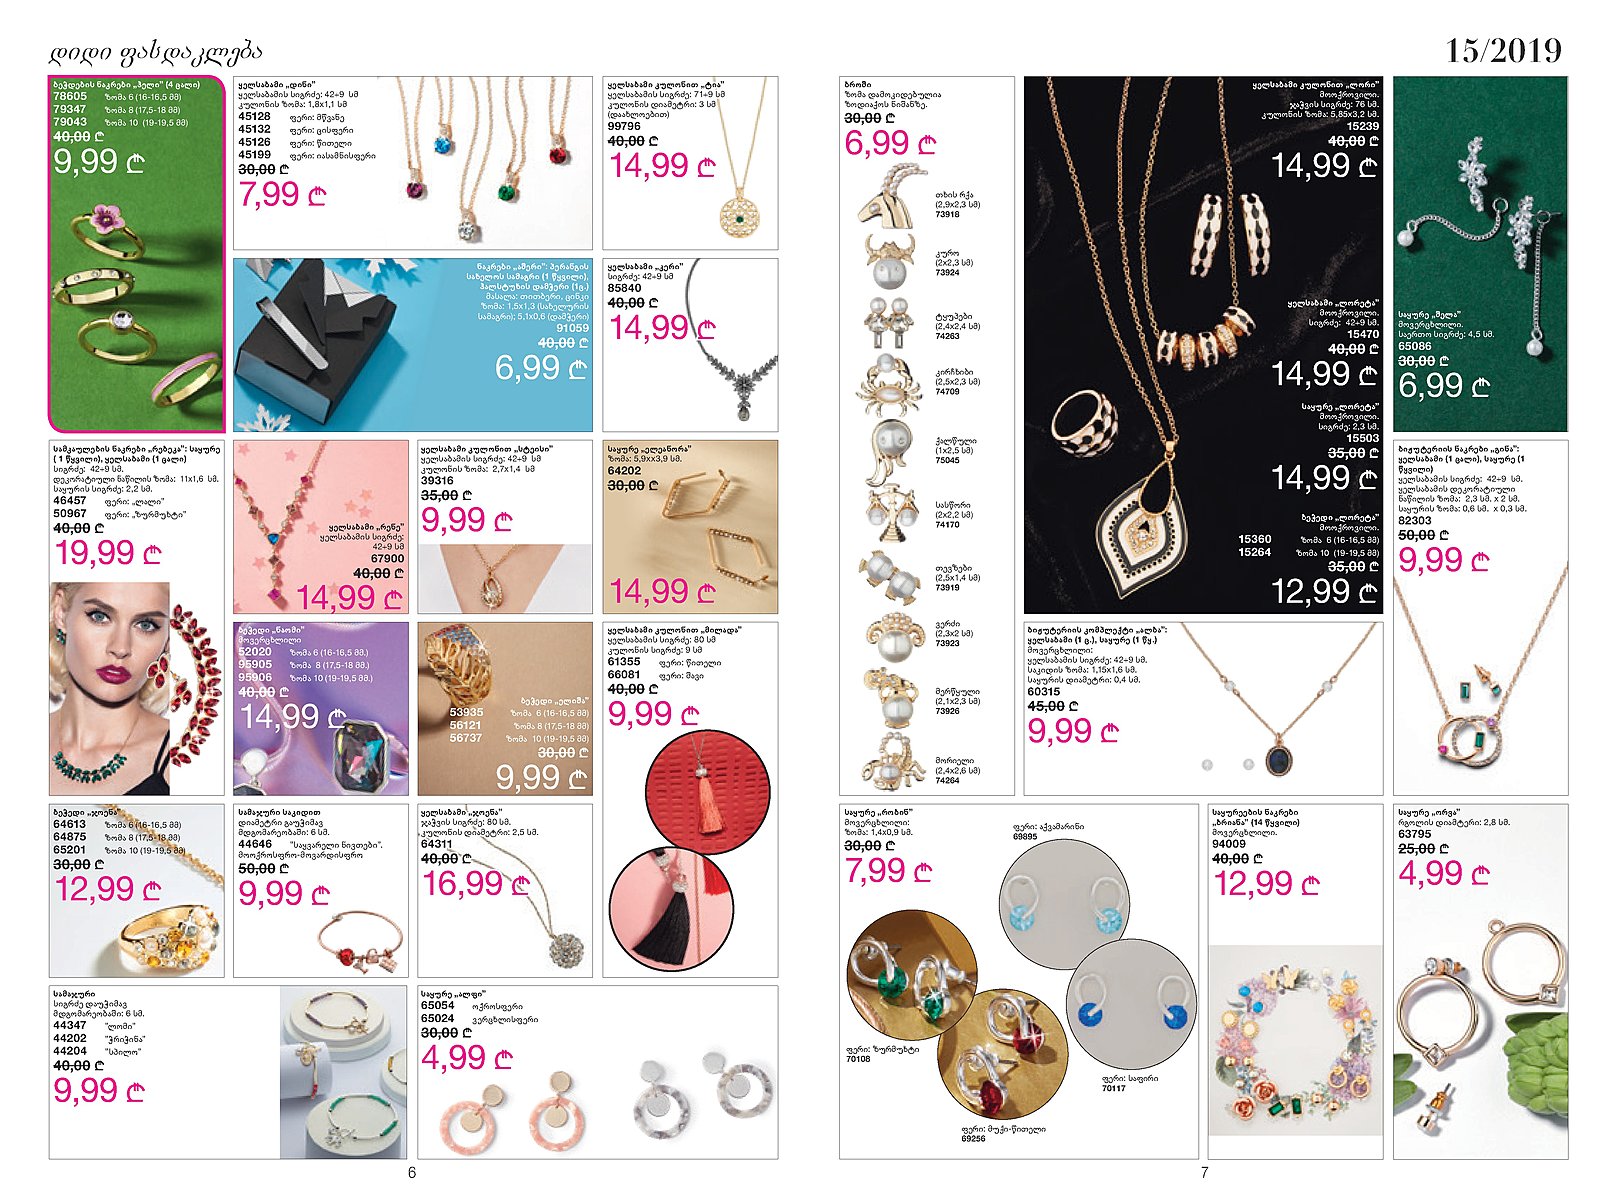 დიდი ფასდაკლება
15/2019
ბეჭდების ნაკრები „ჰელი” (4 ცალი)
78605 ზომა 6 (16-16,5 მმ)
79347 ზომა 8 (17,5-18 მმ)
79043 ზომა 10 (19-19,5 მმ)
40,00 ₾
9,99 ₾
ყელსაბამი „დინი”
ყელსაბამის სიგრძე: 42+9 სმ
კულონის ზომა: 1,8x1,1 სმ
45128 ფერი: მწვანე
45132 ფერი: ცისფერი
45126 ფერი: წითელი
45199 ფერი: იასამნისფერი
30,00 ₾
7,99 ₾
ყელსაბამი კულონით „ტია”
ყელსაბამის სიგრძე: 71+9 სმ
კულონის დიამეტრი: 3 სმ
(დაახლოებით)
99796
40,00 ₾
14,99 ₾
ნაკრები „ამერი”: პერანგის
სახელოს სამაგრი (1 წყვილი),
ჰალსტუხის დამჭერი (1ც.)
მასალა: თითბერი, ცინკი
ზომა: 1,5x1,3 (სახელურის
სამაგრი); 5,1x0,6 (დამჭერი)
91059
40,00 ₾
6,99 ₾
ყელსაბამი „კერი”
სიგრძე: 42+9 სმ
85840
40,00 ₾
14,99 ₾
სამკაულების ნაკრები „რებეკა”: საყურე
( 1 წყვილი), ყელსაბამი (1 ცალი)
სიგრძე: 42+9 სმ.
დეკორატიული ნაწილის ზომა: 11x1,6 სმ.
საყურის სიგრძე: 2,2 სმ.
46457 ფერი: „ლალი”
50967 ფერი: „ზურმუხტი”
40,00 ₾
19,99 ₾
ყელსაბამი „რენე”
ყელსაბამის სიგრძე:
42+9 სმ
67900
40,00 ₾
14,99 ₾
ყელსაბამი კულონით „სტეისი”
ყელსაბამის სიგრძე: 42+9 სმ
კულონის ზომა: 2,7x1,4 სმ
39316
35,00 ₾
9,99 ₾
საყურე „ელეანორა”
ზომა: 5,9xx3,9 სმ.
64202
30,00 ₾
14,99 ₾
ბეჭედი „ნაომი”
მოვერცხლილი
52020 ზომა 6 (16-16,5 მმ.)
95905 ზომა 8 (17,5-18 მმ.)
95906 ზომა 10 (19-19,5 მმ.)
40,00 ₾
14,99 ₾
ბეჭედი „ელიშა”
53935 ზომა 6 (16-16,5 მმ)
56121 ზომა 8 (17,5-18 მმ)
56737 ზომა 10 (19-19,5 მმ)
30,00 ₾
9,99 ₾
ყელსაბამი კულონით „მილადა”
ყელსაბამის სიგრძე: 80 სმ
კულონის სიგრძე: 9 სმ
61355 ფერი: წითელი
66081 ფერი: შავი
40,00 ₾
9,99 ₾
ბეჭედი „ჯოენა”
64613 ზომა 6 (16-16,5 მმ)
64875 ზომა 8 (17,5-18 მმ)
65201 ზომა 10 (19-19,5 მმ)
30,00 ₾
12,99 ₾
სამაჯური საკიდით
დიამეტრი გაუჭიმავ
მდგომარეობაში: 6 სმ.
44646 "საყვარელი ნივთები".
მოოქროსფრო-მოვარდისფრო
50,00 ₾
9,99 ₾
ყელსაბამი „ჯოენა”
ჯაჭვის სიგრძე: 80 სმ.
კულონის დიამეტრი: 2,5 სმ.
64311
40,00 ₾
16,99 ₾
სამაჯური
სიგრძე დაუჭიმავ
მდგომარეობაში: 6 სმ.
44347 "ლომი"
44202 "ჭრიჭინა"
44204 "სპილო"
40,00 ₾
9,99 ₾
საყურე „ალფი”
65054 ოქროსფერი
65024 ვერცხლისფერი
30,00 ₾
4,99 ₾
6
ბროში
ზომა დამოკიდებულია
ზოდიაქოს ნიშანზე.
30,00 ₾
6,99 ₾
თხის რქა
(2,9x2,3 სმ)
73918
კურო
(2x2,3 სმ)
73924
ტყუპები
(2,4x2,4 სმ)
74263
კირჩხიბი
(2,5x2,3 სმ)
74709
ქალწული
(1x2,5 სმ)
75045
სასწორი
(2x2,2 სმ)
74170
თევზები
(2,5x1,4 სმ)
73919
ვერძი
(2,3x2 სმ)
73923
მერწყული
(2,1x2,3 სმ)
73926
მორიელი
(2,4x2,6 სმ)
74264
ყელსაბამი კულონით „ლორი”
მოოქროვილი.
ჯაჭვის სიგრძე: 76 სმ.
კულონის ზომა: 5,85x3,2 სმ.
15239
40,00 ₾
14,99 ₾
ყელსაბამი „ლორეტა”
მოოქროვილი.
სიგრძე: 42+9 სმ.
15470
40,00 ₾
14,99 ₾
საყურე „ლორეტა”
მოოქროვილი.
სიგრძე: 2,3 სმ.
15503
35,00 ₾
14,99 ₾
ბეჭედი „ლორეტა”
მოოქროვილი.
15360 ზომა 6 (16-16,5 მმ)
15264 ზომა 10 (19-19,5 მმ)
35,00 ₾
12,99 ₾
საყურე „მელა”
მოვერცხლილი.
საერთო სიგრძე: 4,5 სმ.
65086
30,00 ₾
6,99 ₾
ბიჟუტერიის ნაკრები „გინა”:
ყელსაბამი (1 ცალი), საყურე (1
წყვილი)
ყელსაბამის სიგრძე: 42+9 სმ.
ყელსაბამის დეკორატიული
ნაწილის ზომა: 2,3 სმ. x 2 სმ.
საყურის ზომა: 0,6 სმ. x 0,3 სმ.
82303
50,00 ₾
9,99 ₾
ბიჟუტერიის კომპლექტი „ალბა”:
ყელსაბამი (1 ც.), საყურე (1 წყ.)
მოვერცხლილი:
ყელსაბამის სიგრძე: 42+9 სმ.
საკიდის ზომა: 1,15x1,6 სმ.
საყურის დიამეტრი: 0,4 სმ.
60315
45,00 ₾
9,99 ₾
საყურე „რობინ”
მოვერცხლილი:
ზომა: 1,4x0,9 სმ.
30,00 ₾
7,99 ₾
ფერი: აქვამარინი
69895
ფერი: ზურმუხტი
70108
ფერი: საფირი
70117
ფერი: მუქი-წითელი
69256
საყურეების ნაკრები
„ბრიანა” (14 წყვილი)
მოვერცხლილი.
94009
40,00 ₾
12,99 ₾
საყურე „ორვა”
რგოლის დიამტერი: 2,8 სმ.
63795
25,00 ₾
4,99 ₾
7